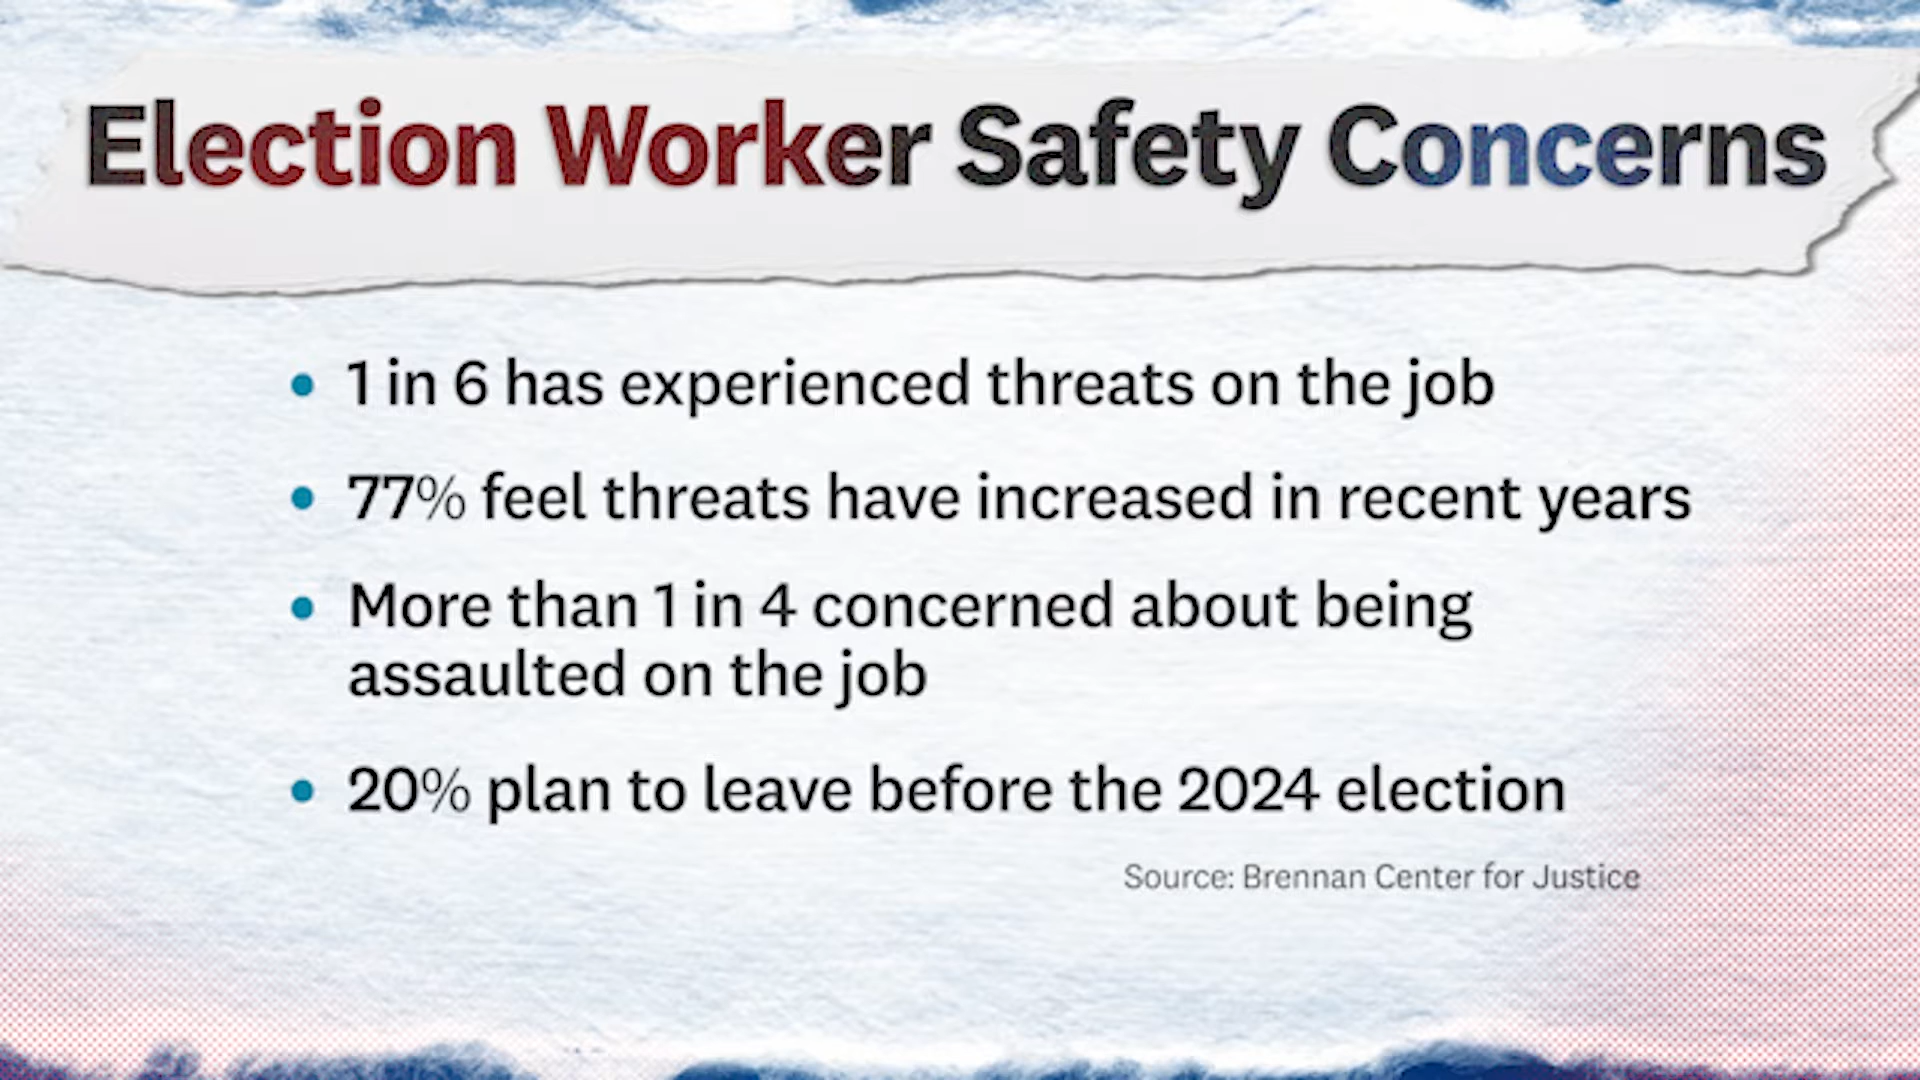 Election Worker Safety Concerns
• 1 in 6 has experienced threats on the job
• 77% feel threats have increased in recent years
• More than 1 in 4 concerned about being
assaulted on the job
• 20% plan to leave before the 2024 election
Source: Brennan Center for Justice